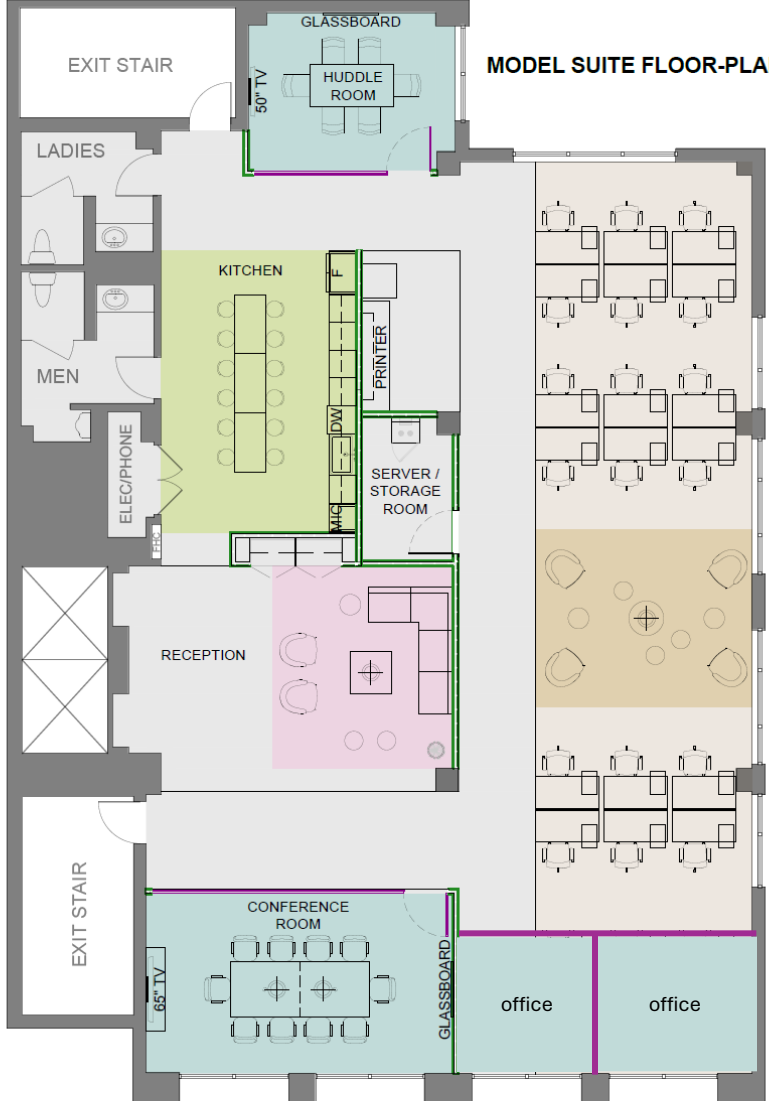 GLASSBOARD
EXIT STAIR
MODEL SUITE FLOOR-PLA
50" TV
HUDDLE
ROOM
LADIES
KITCHEN
F
PRINTER
MEN
DW
ELEC/PHONE
SERVER /
STORAGE
ROOM
MIC
FHC
RECEPTION
EXIT STAIR
CONFERENCE
ROOM
65" TV
GLASSBOARD
office
office